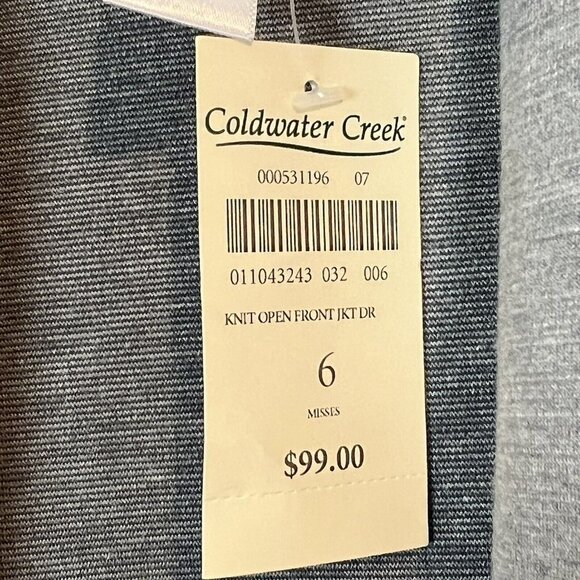 Coldwater Creek®
000531196 07
011043243 032 006
KNIT OPEN FRONT JKT DR
6
MISSES
$99.00